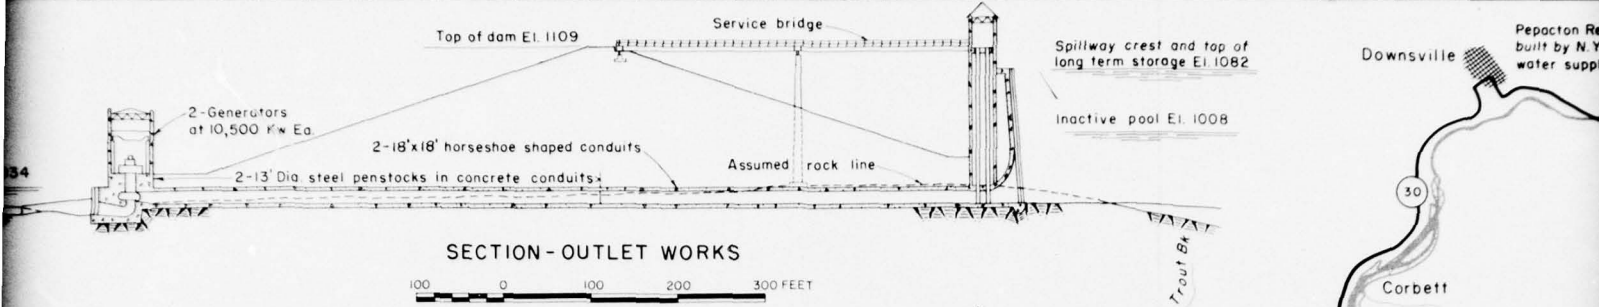 Service bridge
Top of dam El. 1109
Spillway crest and top of
long term storage El. 1082
Inactive pool El. 1008
2-Generators
at 10,500 Kw Ea.
2-18'x18' horseshoe shaped conduits
Assumed rock line
2-13' Dia. steel penstocks in concrete conduits
34
SECTION-OUTLET WORKS
100 0 100 200 300 FEET
Pepacton Re
built by N.Y
water suppl
Downsville
30
Trout Bk
Corbett